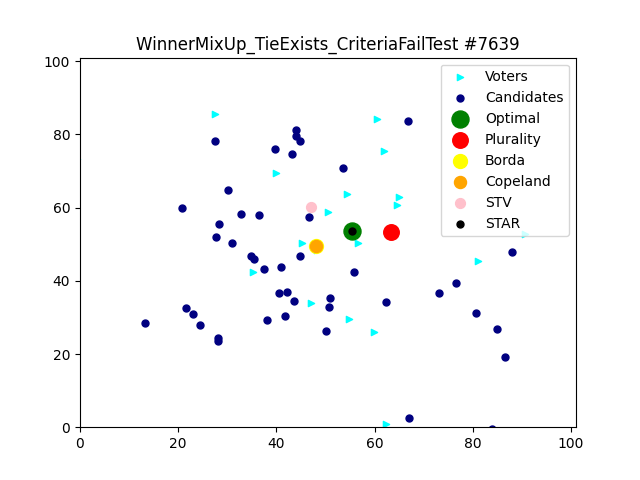 WinnerMixUp_TieExists_CriteriaFailTest #7639
100
80
60
40
20
0
0 20 40 60 80 100
Voters
Candidates
Optimal
Plurality
Borda
Copeland
STV
STAR